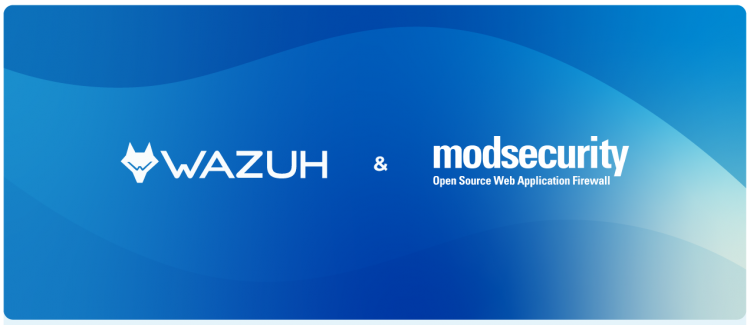 WAZUH & modsecurity
Open Source Web Application Firewall